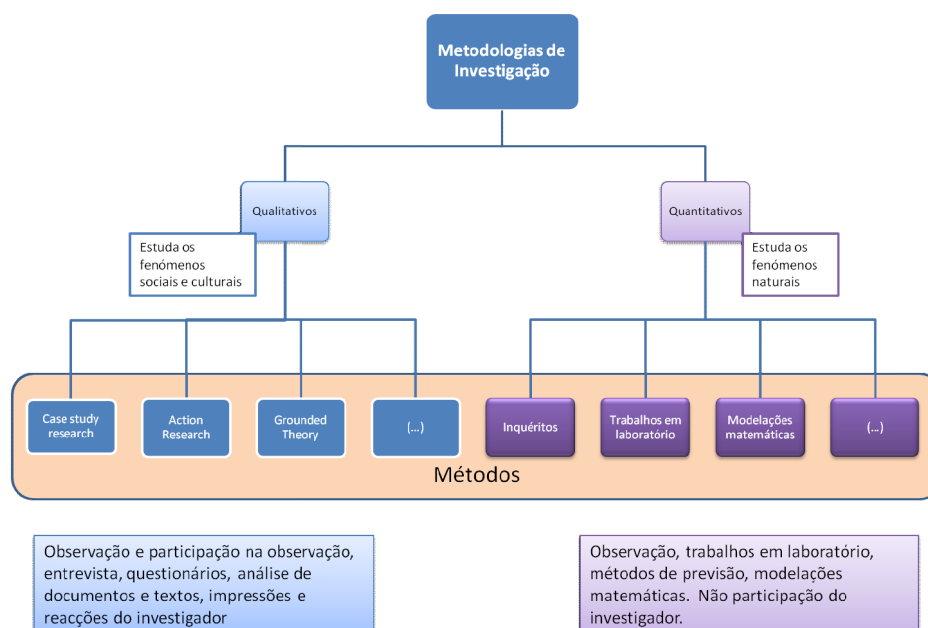 Metodologias de
Investigação
Qualitativos
Quantitativos
Estuda os
fenómenos
sociais e culturais
Estuda os
fenómenos
naturais
Case study
research
Action
Research
Grounded
Theory
(...)
Inquéritos
Trabalhos em
laboratório
Modelações
matemáticas
(...)
Métodos
Observação e participação na observação,
entrevista, questionários, análise de
documentos e textos, impressões e
reacções do investigador
Observação, trabalhos em laboratório,
métodos de previsão, modelações
matemáticas. Não participação do
investigador.